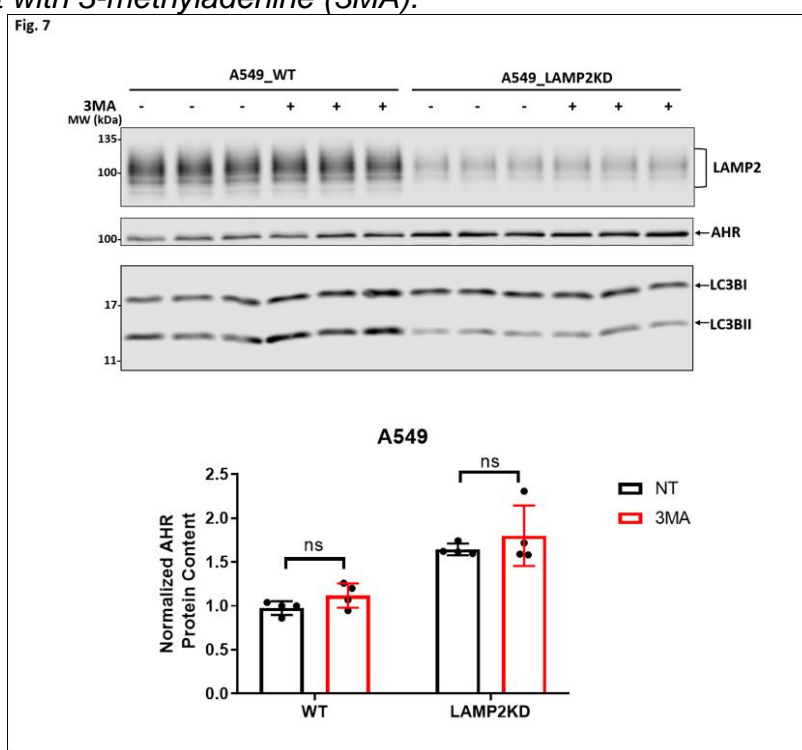 with 3-methyladenine (3MA).
Fig. 7
A549_WT A549_LAMP2KD
3MA - - - + + + - - - + + +
MW (kDa)
135-
100- LAMP2
100- ←AHR
←LC3BI
17-
←LC3BII
11-
A549
2.5
2.0
1.5
1.0
0.5
0.0
Normalized AHR
Protein Content
ns
ns
NT
3MA
WT LAMP2KD